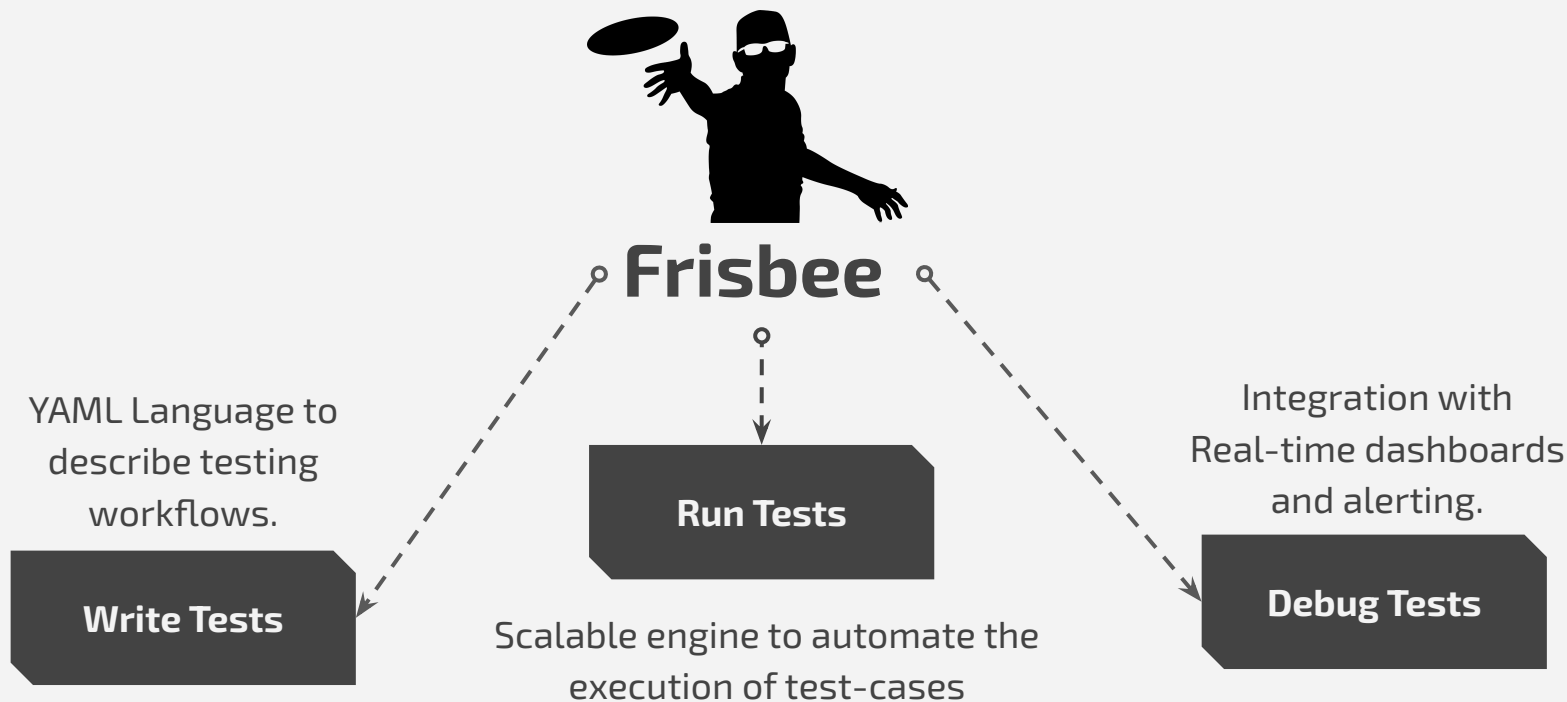 Frisbee
YAML Language to
describe testing
workflows.
Write Tests
Run Tests
Scalable engine to automate the
execution of test-cases
Integration with
Real-time dashboards
and alerting.
Debug Tests